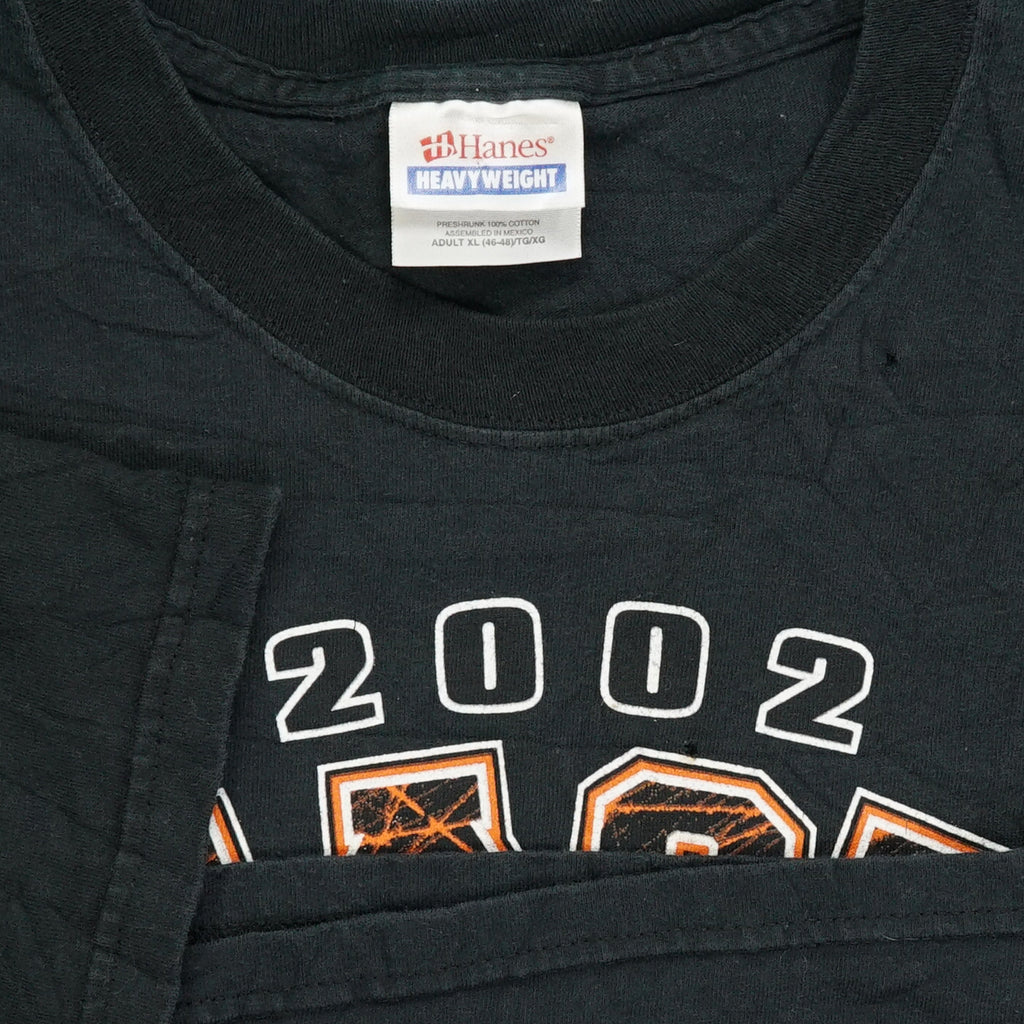 Hanes®
HEAVYWEIGHT
PRESHRUNK 100% COTTON
ASSEMBLED IN MEXICO
ADULT XL (46-48)/TG/XG
2002